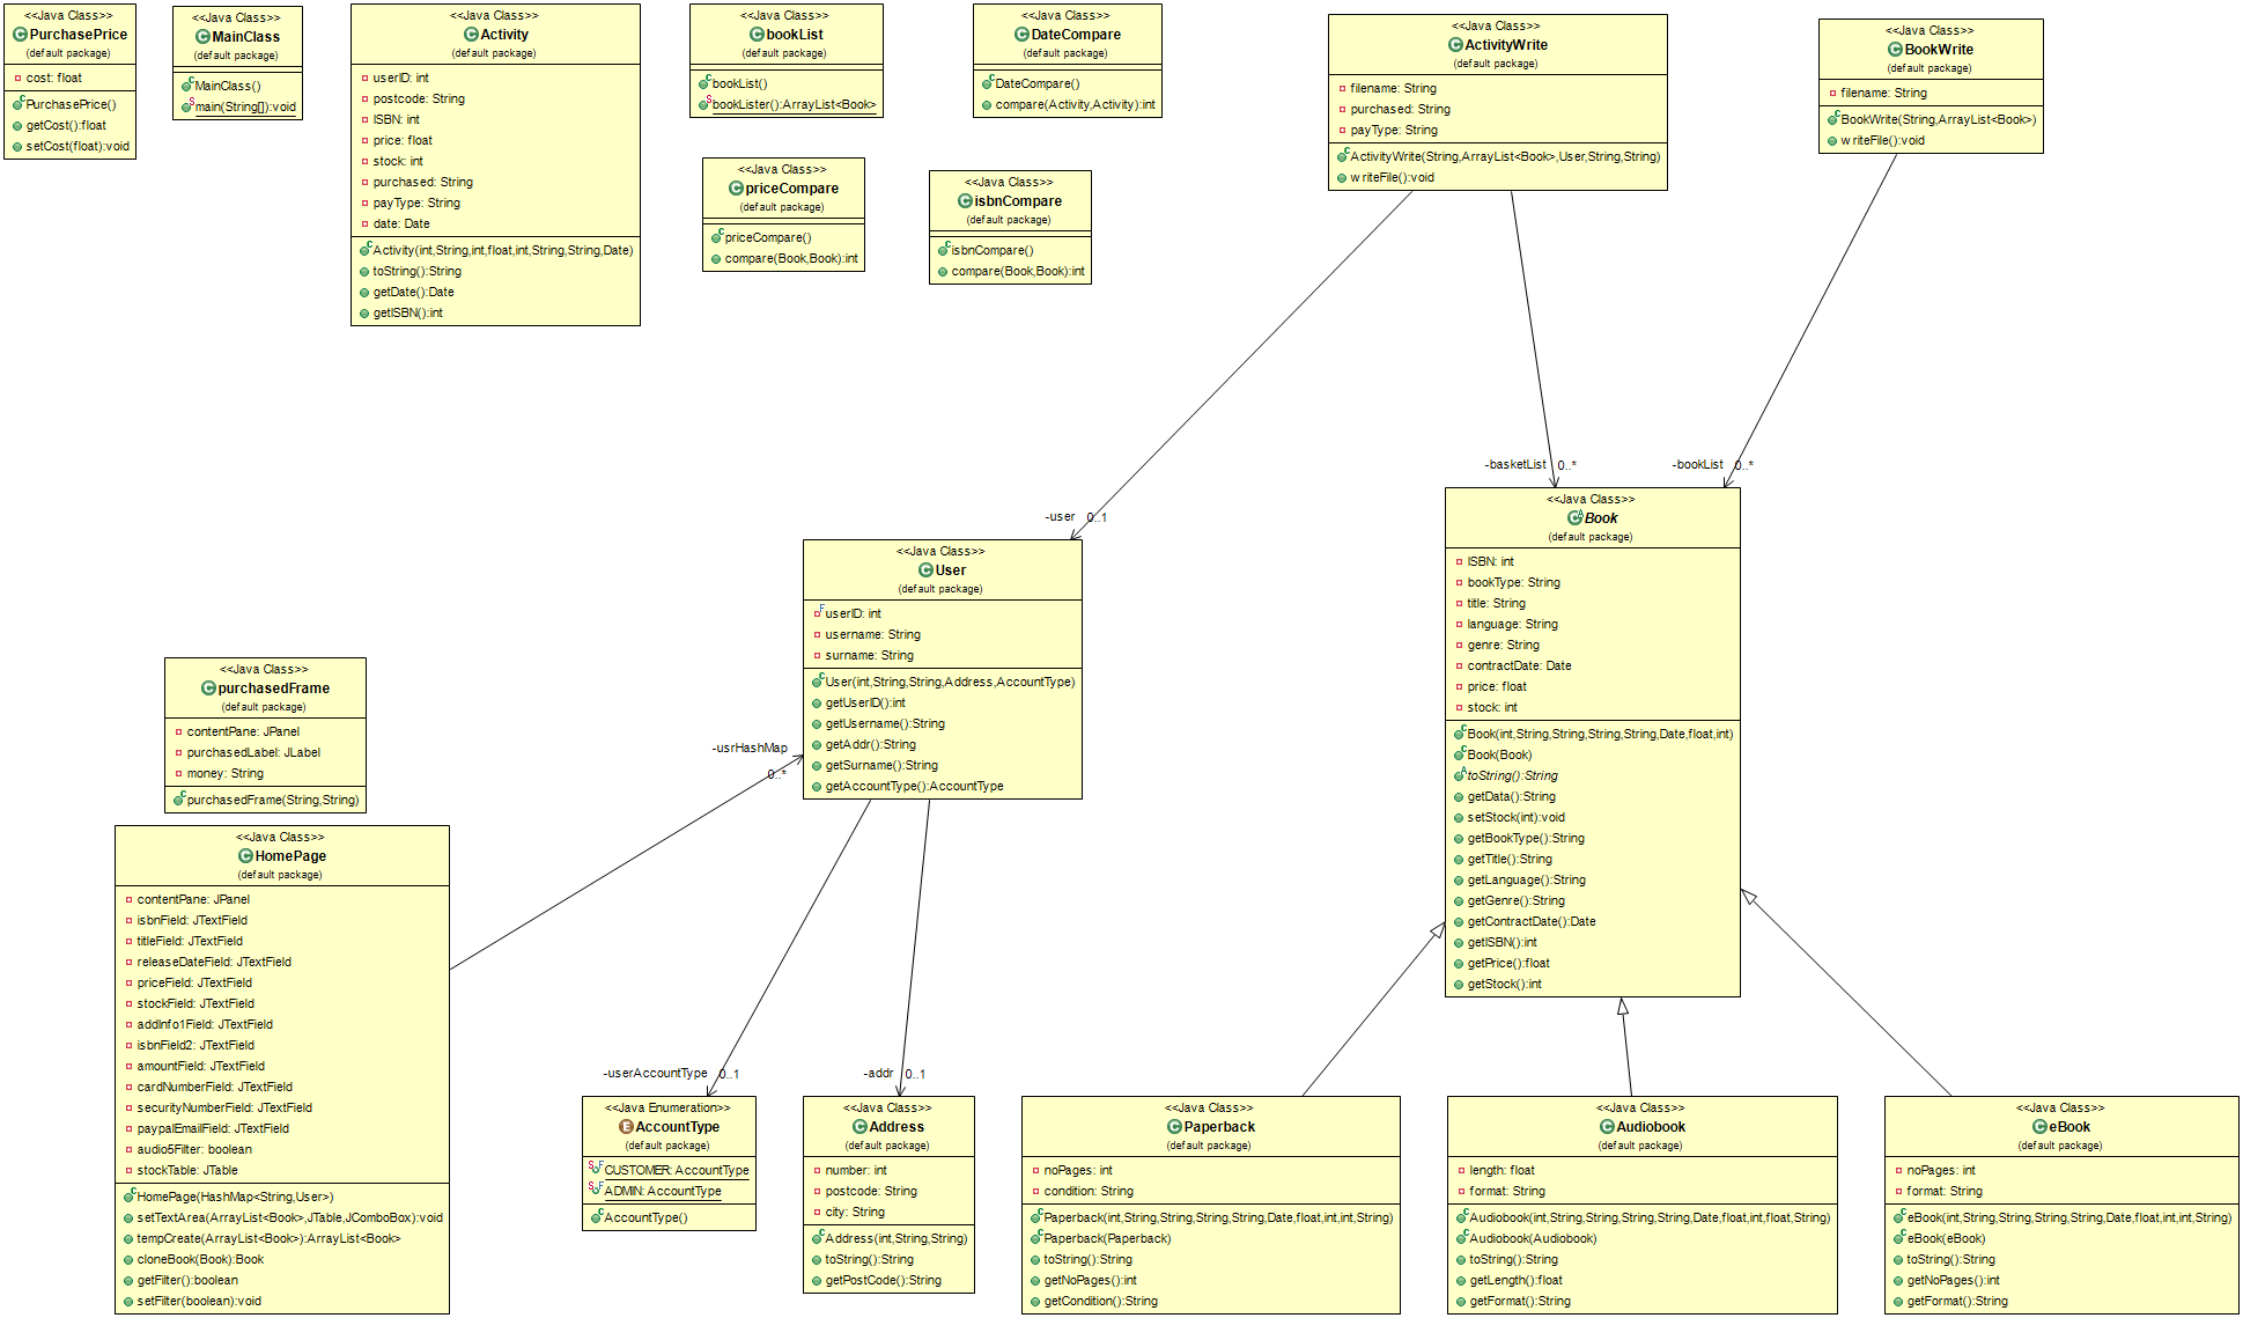 <<Java Class>>
PurchasePrice
(default package)
cost: float
PurchasePrice()
getCost():float
setCost(float):void
<<Java Class>>
MainClass
(default package)
MainClass()
main(String[]):void
<<Java Class>>
Activity
(default package)
userID: int
postcode: String
ISBN: int
price: float
stock: int
purchased: String
payType: String
date: Date
Activity(int,String,int,float,int,String,String,Date)
toString():String
getDate():Date
getISBN():int
<<Java Class>>
bookList
(default package)
bookList()
bookLister():ArrayList<Book>
<<Java Class>>
DateCompare
(default package)
DateCompare()
compare(Activity,Activity):int
<<Java Class>>
priceCompare
(default package)
priceCompare()
compare(Book,Book):int
<<Java Class>>
isbnCompare
(default package)
isbnCompare()
compare(Book,Book):int
<<Java Class>>
ActivityWrite
(default package)
filename: String
purchased: String
payType: String
ActivityWrite(String,ArrayList<Book>,User,String,String)
writeFile():void
<<Java Class>>
BookWrite
(default package)
filename: String
BookWrite(String,ArrayList<Book>)
writeFile():void
-basketList 0..*
-bookList 0..*
-user 0..1
<<Java Class>>
User
(default package)
userID: int
username: String
surname: String
User(int,String,String,Address,AccountType)
getUserID():int
getUsername():String
getAddr():String
getSurname():String
getAccountType():AccountType
<<Java Class>>
Book
(default package)
ISBN: int
bookType: String
title: String
language: String
genre: String
contractDate: Date
price: float
stock: int
Book(int,String,String,String,String,Date,float,int)
Book(Book)
toString():String
getData():String
setStock(int):void
getBookType():String
getTitle():String
getLanguage():String
getGenre():String
getContractDate():Date
getISBN():int
getPrice():float
getStock():int
<<Java Class>>
purchasedFrame
(default package)
contentPane: JPanel
purchasedLabel: JLabel
money: String
purchasedFrame(String,String)
-usrHashMap
0..*
<<Java Class>>
HomePage
(default package)
contentPane: JPanel
isbnField: JTextField
titleField: JTextField
releaseDateField: JTextField
priceField: JTextField
stockField: JTextField
addInfo1Field: JTextField
isbnField2: JTextField
amountField: JTextField
cardNumberField: JTextField
securityNumberField: JTextField
paypalEmailField: JTextField
audio5Filter: boolean
stockTable: JTable
HomePage(HashMap<String,User>)
setTextArea(ArrayList<Book>,JTable,JComboBox):void
tempCreate(ArrayList<Book>):ArrayList<Book>
cloneBook(Book):Book
getFilter():boolean
setFilter(boolean):void
-userAccountType 0..1
-addr 0..1
<<Java Enumeration>>
AccountType
(default package)
CUSTOMER: AccountType
ADMIN: AccountType
AccountType()
<<Java Class>>
Address
(default package)
number: int
postcode: String
city: String
Address(int,String,String)
toString():String
getPostCode():String
<<Java Class>>
Paperback
(default package)
noPages: int
condition: String
Paperback(int,String,String,String,String,Date,float,int,int,String)
Paperback(Paperback)
toString():String
getNoPages():int
getCondition():String
<<Java Class>>
Audiobook
(default package)
length: float
format: String
Audiobook(int,String,String,String,String,Date,float,int,float,String)
Audiobook(Audiobook)
toString():String
getLength():float
getFormat():String
<<Java Class>>
eBook
(default package)
noPages: int
format: String
eBook(int,String,String,String,String,Date,float,int,int,String)
eBook(eBook)
toString():String
getNoPages():int
getFormat():String